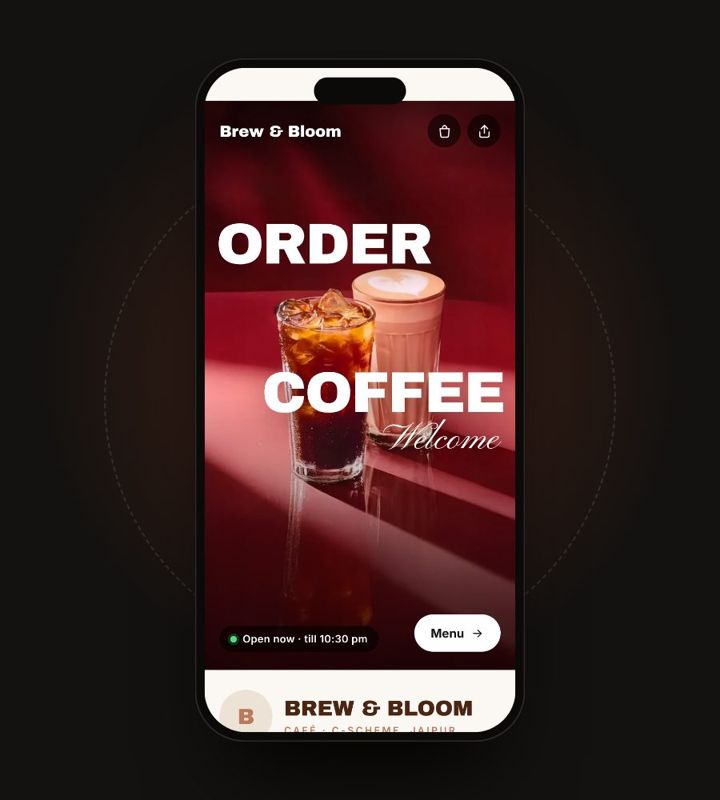 Brew & Bloom
ORDER
COFFEE
Welcome
Open now · till 10:30 pm
Menu →
B
BREW & BLOOM
CAFÉ · C-SCHEME, JAIPUR